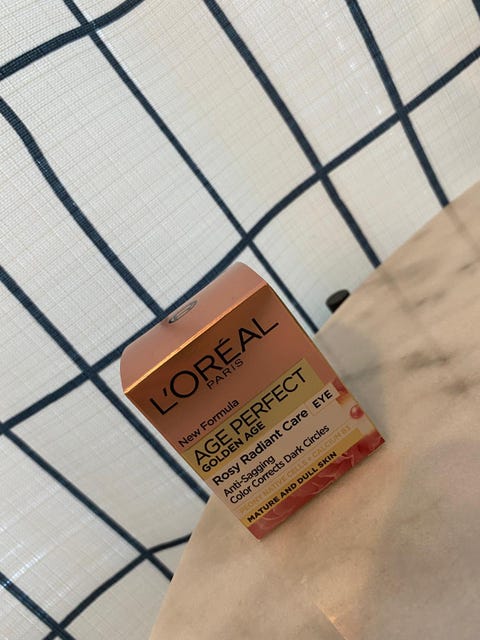 L'ORÉAL
PARIS
New Formula
AGE PERFECT
GOLDEN AGE
Rosy Radiant Care EYE
Anti-Sagging
Color Corrects Dark Circles
MATURE AND DULL SKIN